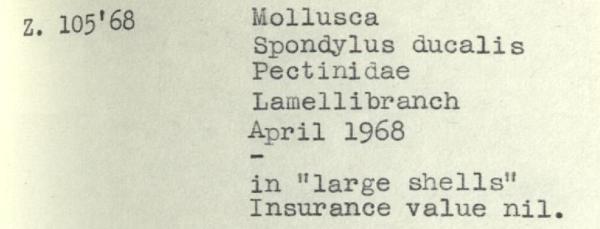 Z. 105'68
Mollusca
Spondylus ducalis
Pectinidae
Lamellibranch
April 1968
-
in "large shells"
Insurance value nil.